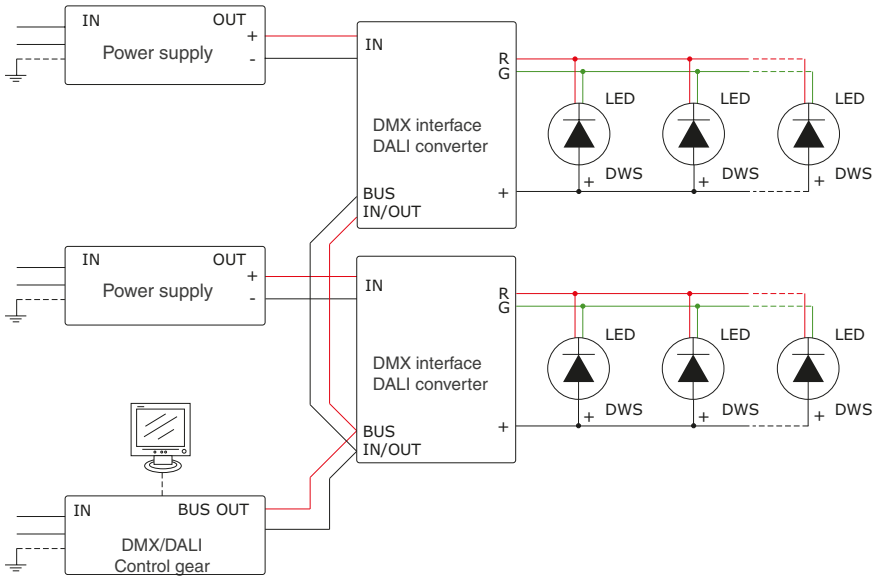 IN
OUT
+
Power supply
-
IN
DMX interface
DALI converter
BUS
IN/OUT
R
G
+
LED
LED
LED
+ DWS
+ DWS
+ DWS
IN
OUT
+
Power supply
-
IN
DMX interface
DALI converter
BUS
IN/OUT
R
G
+
LED
LED
LED
+ DWS
+ DWS
+ DWS
IN
BUS OUT
DMX/DALI
Control gear